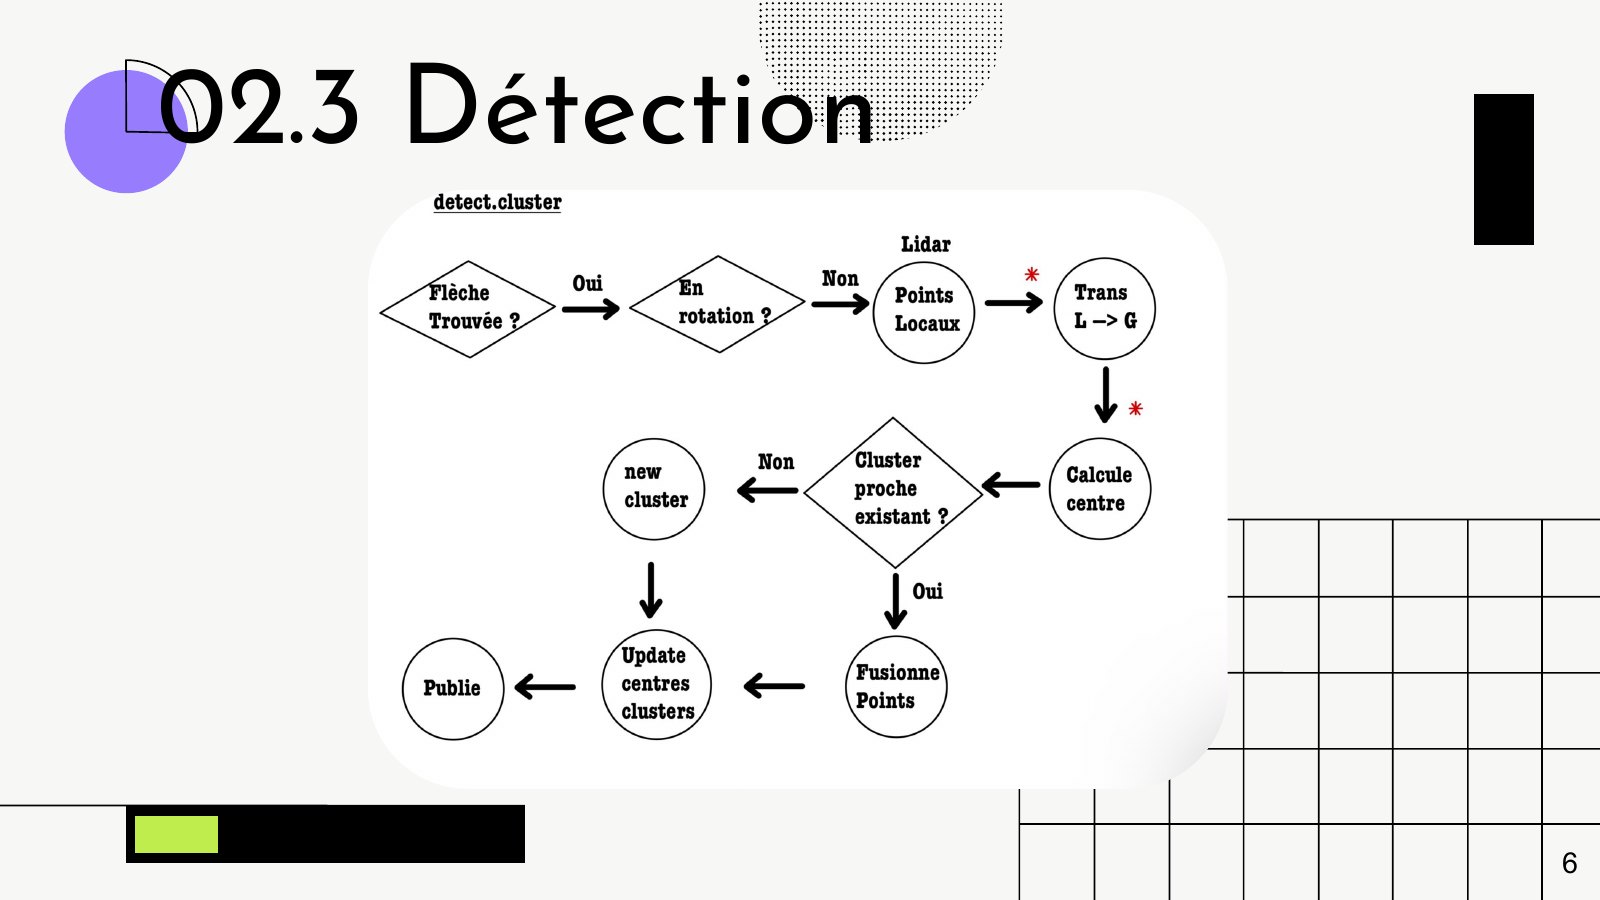 02.3 Détection
detect.cluster
Flèche
Trouvée ?
Oui
En
rotation ?
Non
Lidar
Points
Locaux
*
Trans
L –> G
*
Calcule
centre
Cluster
proche
existant ?
Non
new
cluster
Oui
Fusionne
Points
Update
centres
clusters
Publie
6